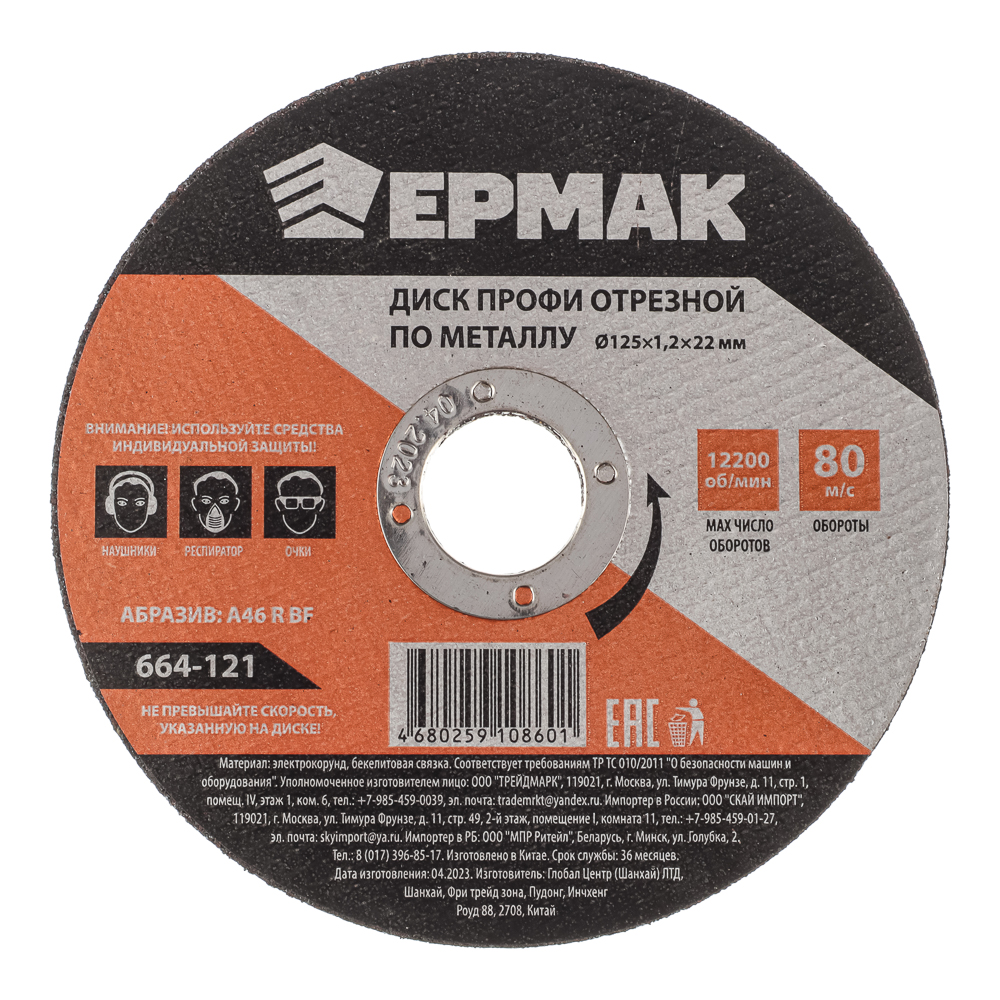 ЕРМАК
ДИСК ПРОФИ ОТРЕЗНОЙ
ПО МЕТАЛЛУ Ø125×1,2×22 мм
04.2023
ВНИМАНИЕ! ИСПОЛЬЗУЙТЕ СРЕДСТВА
ИНДИВИДУАЛЬНОЙ ЗАЩИТЫ!
НАУШНИКИ РЕСПИРАТОР ОЧКИ
12200
об/мин
MAX ЧИСЛО
ОБОРОТОВ
80
м/с
ОБОРОТЫ
АБРАЗИВ: A46 R BF
664-121
НЕ ПРЕВЫШАЙТЕ СКОРОСТЬ,
УКАЗАННУЮ НА ДИСКЕ!
4 680259 108601
EAC
Материал: электрокорунд, бекелитовая связка. Соответствует требованиям ТР ТС 010/2011 "О безопасности машин и
оборудования". Уполномоченное изготовителем лицо: ООО "ТРЕЙДМАРК", 119021, г. Москва, ул. Тимура Фрунзе, д. 11, стр. 1,
помещ. IV, этаж 1, ком. 6, тел.: +7-985-459-0039, эл. почта: trademrkt@yandex.ru. Импортер в России: ООО "СКАЙ ИМПОРТ",
119021, г. Москва, ул. Тимура Фрунзе, д. 11, стр. 49, 2-й этаж, помещение I, комната 11, тел.: +7-985-459-01-27,
эл. почта: skyimport@ya.ru. Импортер в РБ: ООО "МПР Ритейл", Беларусь, г. Минск, ул. Голубка, 2.
Тел.: 8 (017) 396-85-17. Изготовлено в Китае. Срок службы: 36 месяцев.
Дата изготовления 04.2023. Изготовитель: Глобал Центр (Шанхай) ЛТД,
Шанхай, Фри трейд зона, Пудонг, Инчхенг
Роуд 88, 2708, Китай